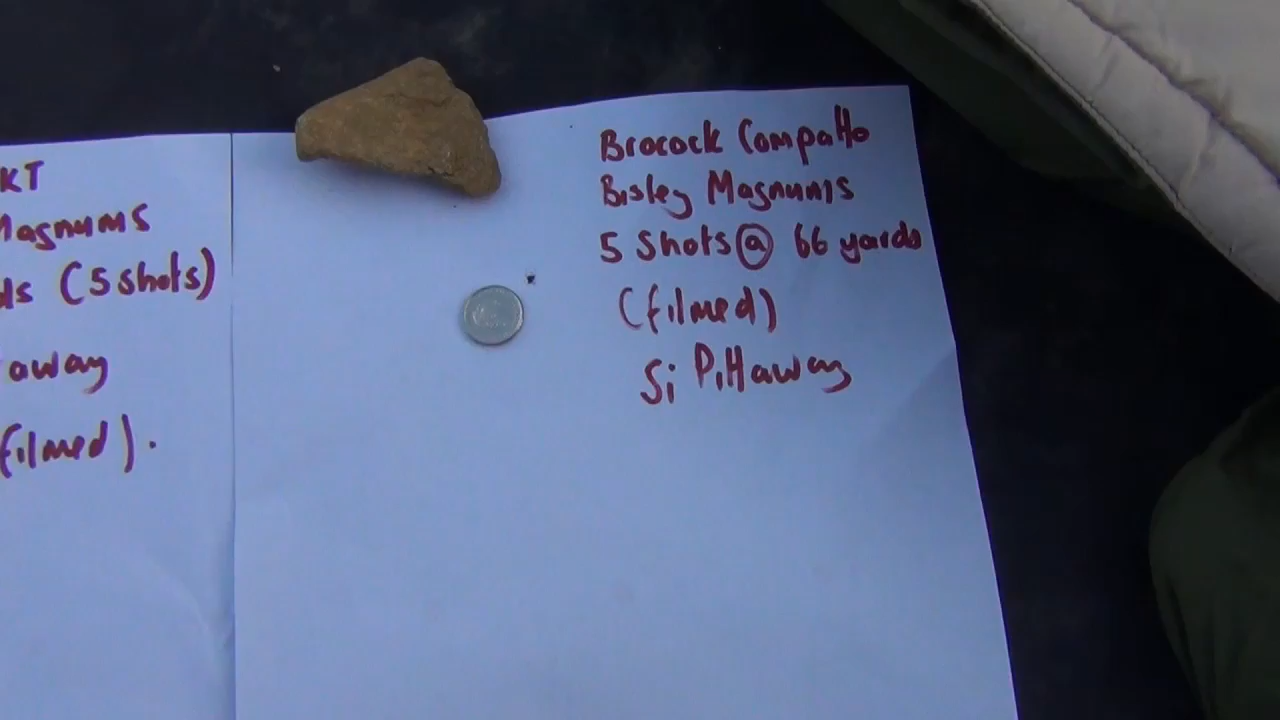 KT
Magnums
ds (5 shots)
away
(filmed).
Brocock Compatto
Bisley Magnums
5 Shots @ 66 yards
(filmed)
Si Pittaway